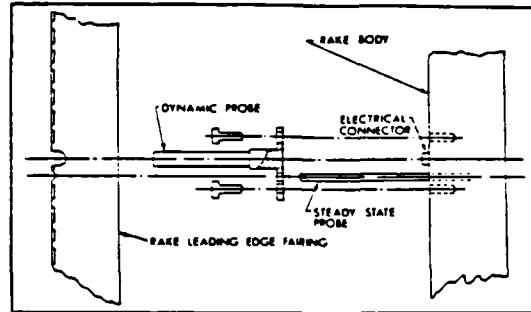 RAKE BODY
DYNAMIC PROBE
ELECTRICAL
CONNECTOR
STEADY STATE
PROBE
RAKE LEADING EDGE FAIRING